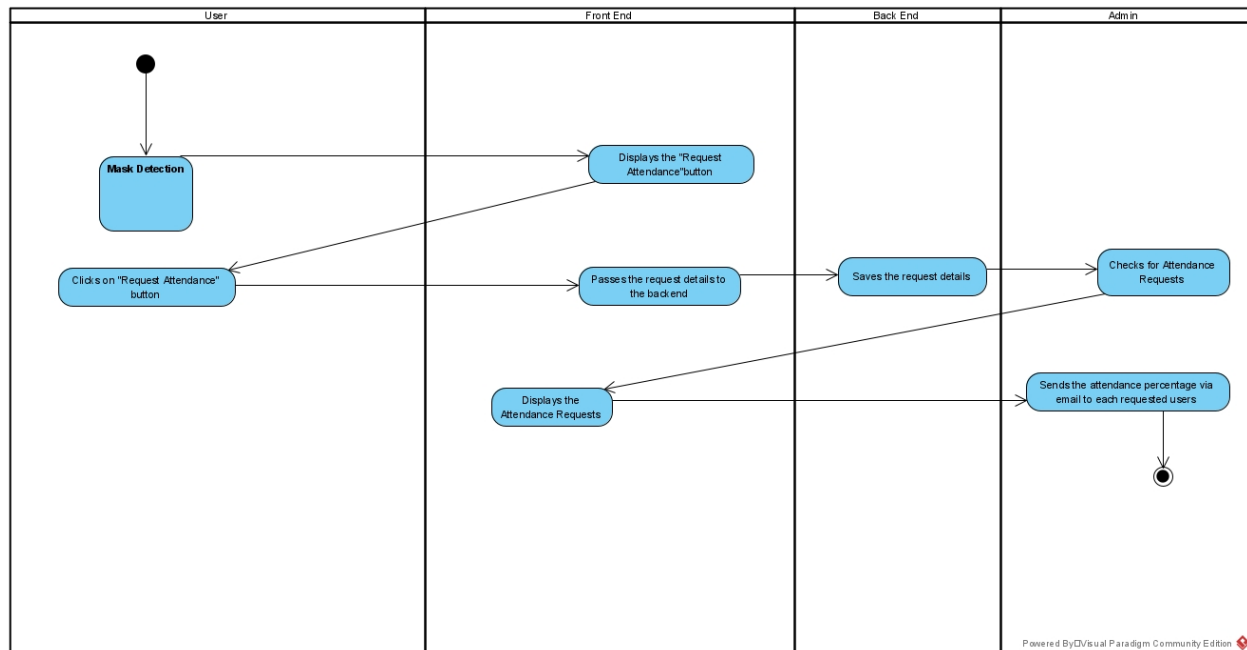 User
Front End
Back End
Admin
Mask Detection
Displays the "Request
Attendance"button
Clicks on "Request Attendance"
button
Passes the request details to
the backend
Saves the request details
Checks for Attendance
Requests
Displays the
Attendance Requests
Sends the attendance percentage via
email to each requested users
Powered By□Visual Paradigm Community Edition